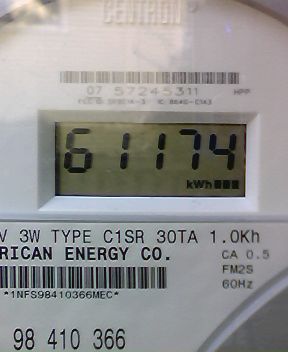 CENTRON
07 57245311 HPP
61174
kWh
V 3W TYPE C1SR 30TA 1.0Kh
RICAN ENERGY CO. CA 0.5
FM2S
*1NFS98410366MEC* 60Hz
98 410 366